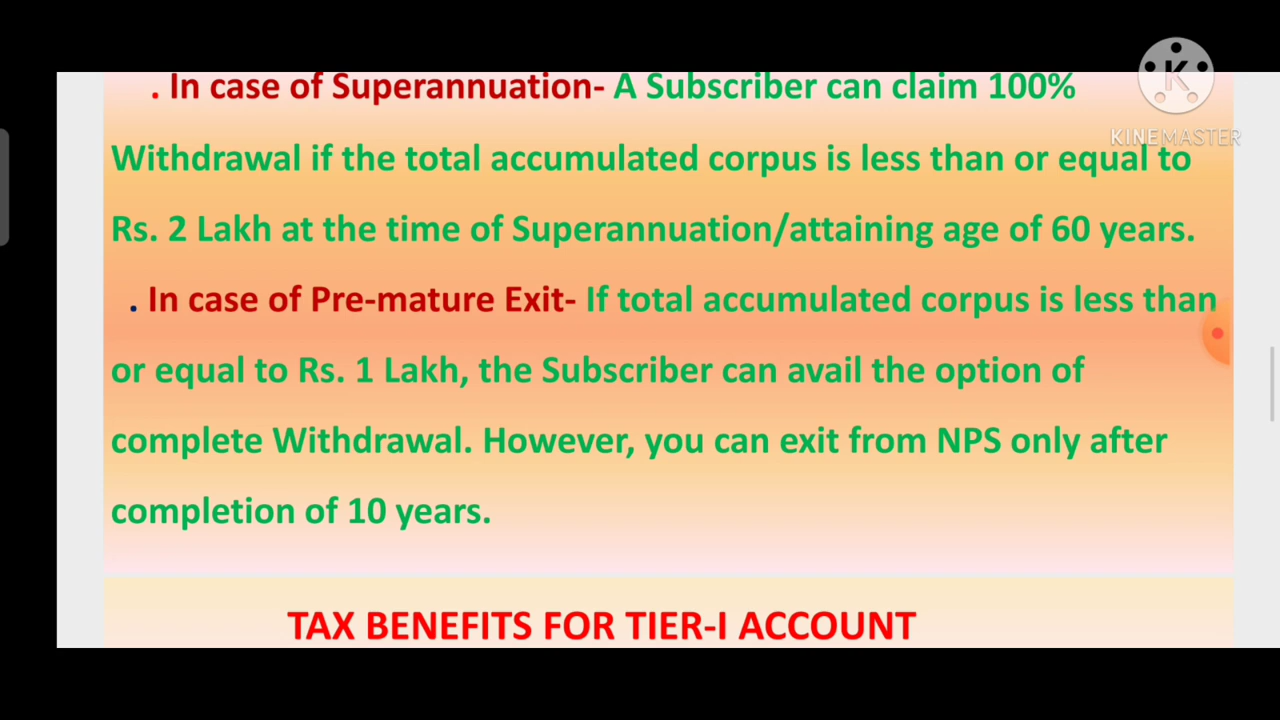 . In case of Superannuation- A Subscriber can claim 100%
KINEMASTER
Withdrawal if the total accumulated corpus is less than or equal to
Rs. 2 Lakh at the time of Superannuation/attaining age of 60 years.
. In case of Pre-mature Exit- If total accumulated corpus is less than
or equal to Rs. 1 Lakh, the Subscriber can avail the option of
complete Withdrawal. However, you can exit from NPS only after
completion of 10 years.
TAX BENEFITS FOR TIER-I ACCOUNT